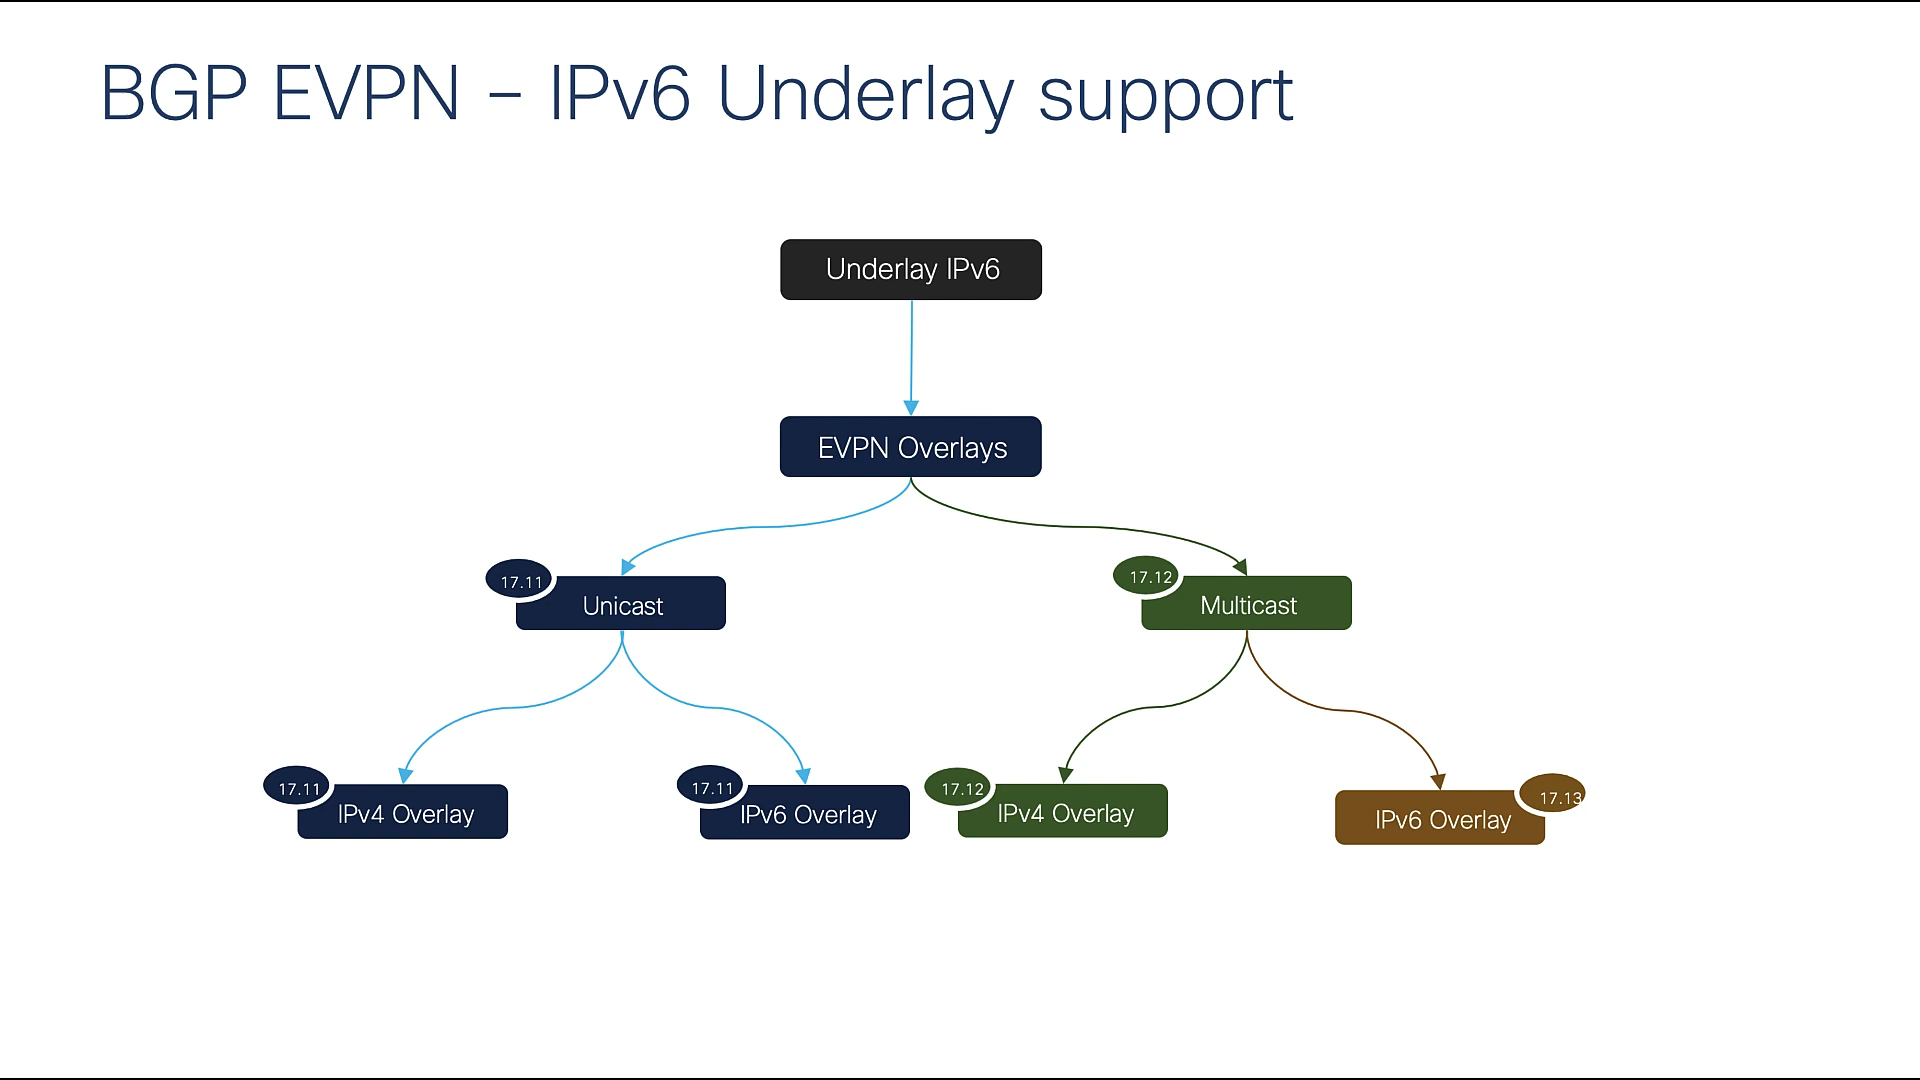 BGP EVPN – IPv6 Underlay support
Underlay IPv6
EVPN Overlays
17.11
Unicast
17.12
Multicast
17.11
IPv4 Overlay
17.11
IPv6 Overlay
17.12
IPv4 Overlay
17.13
IPv6 Overlay